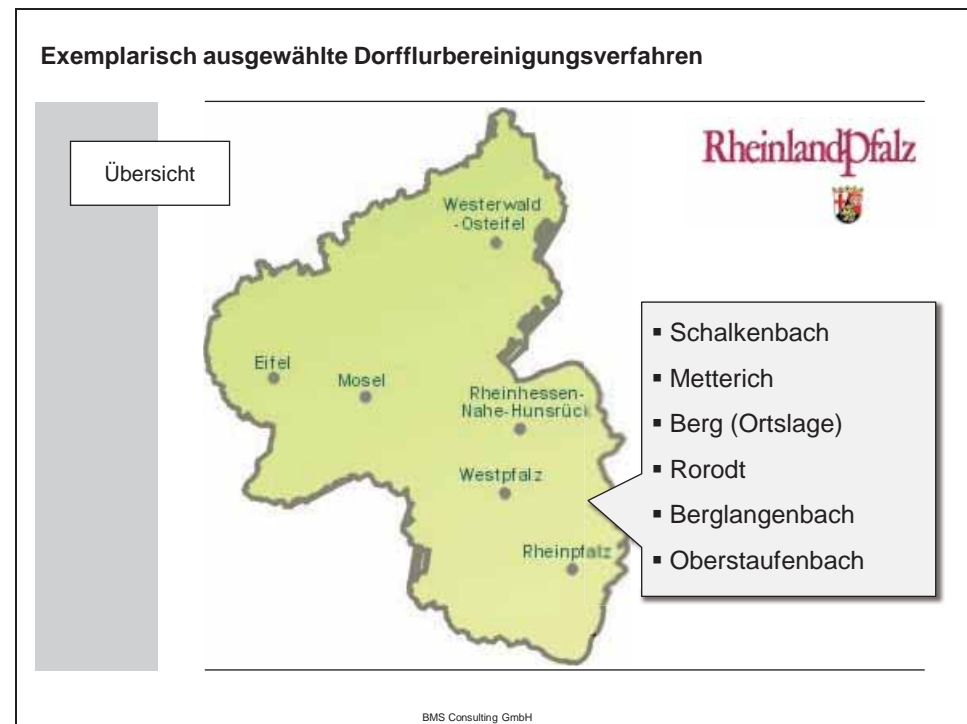 Exemplarisch ausgewählte Dorfflurbereinigungsverfahren
Übersicht
RheinlandPfalz
Westerwald
-Osteifel
Eifel
Mosel
Rheinhessen-
Nahe-Hunsrück
Westpfalz
Rheinpfalz
▪ Schalkenbach
▪ Metterich
▪ Berg (Ortslage)
▪ Rorodt
▪ Berglangenbach
▪ Oberstaufenbach
BMS Consulting GmbH